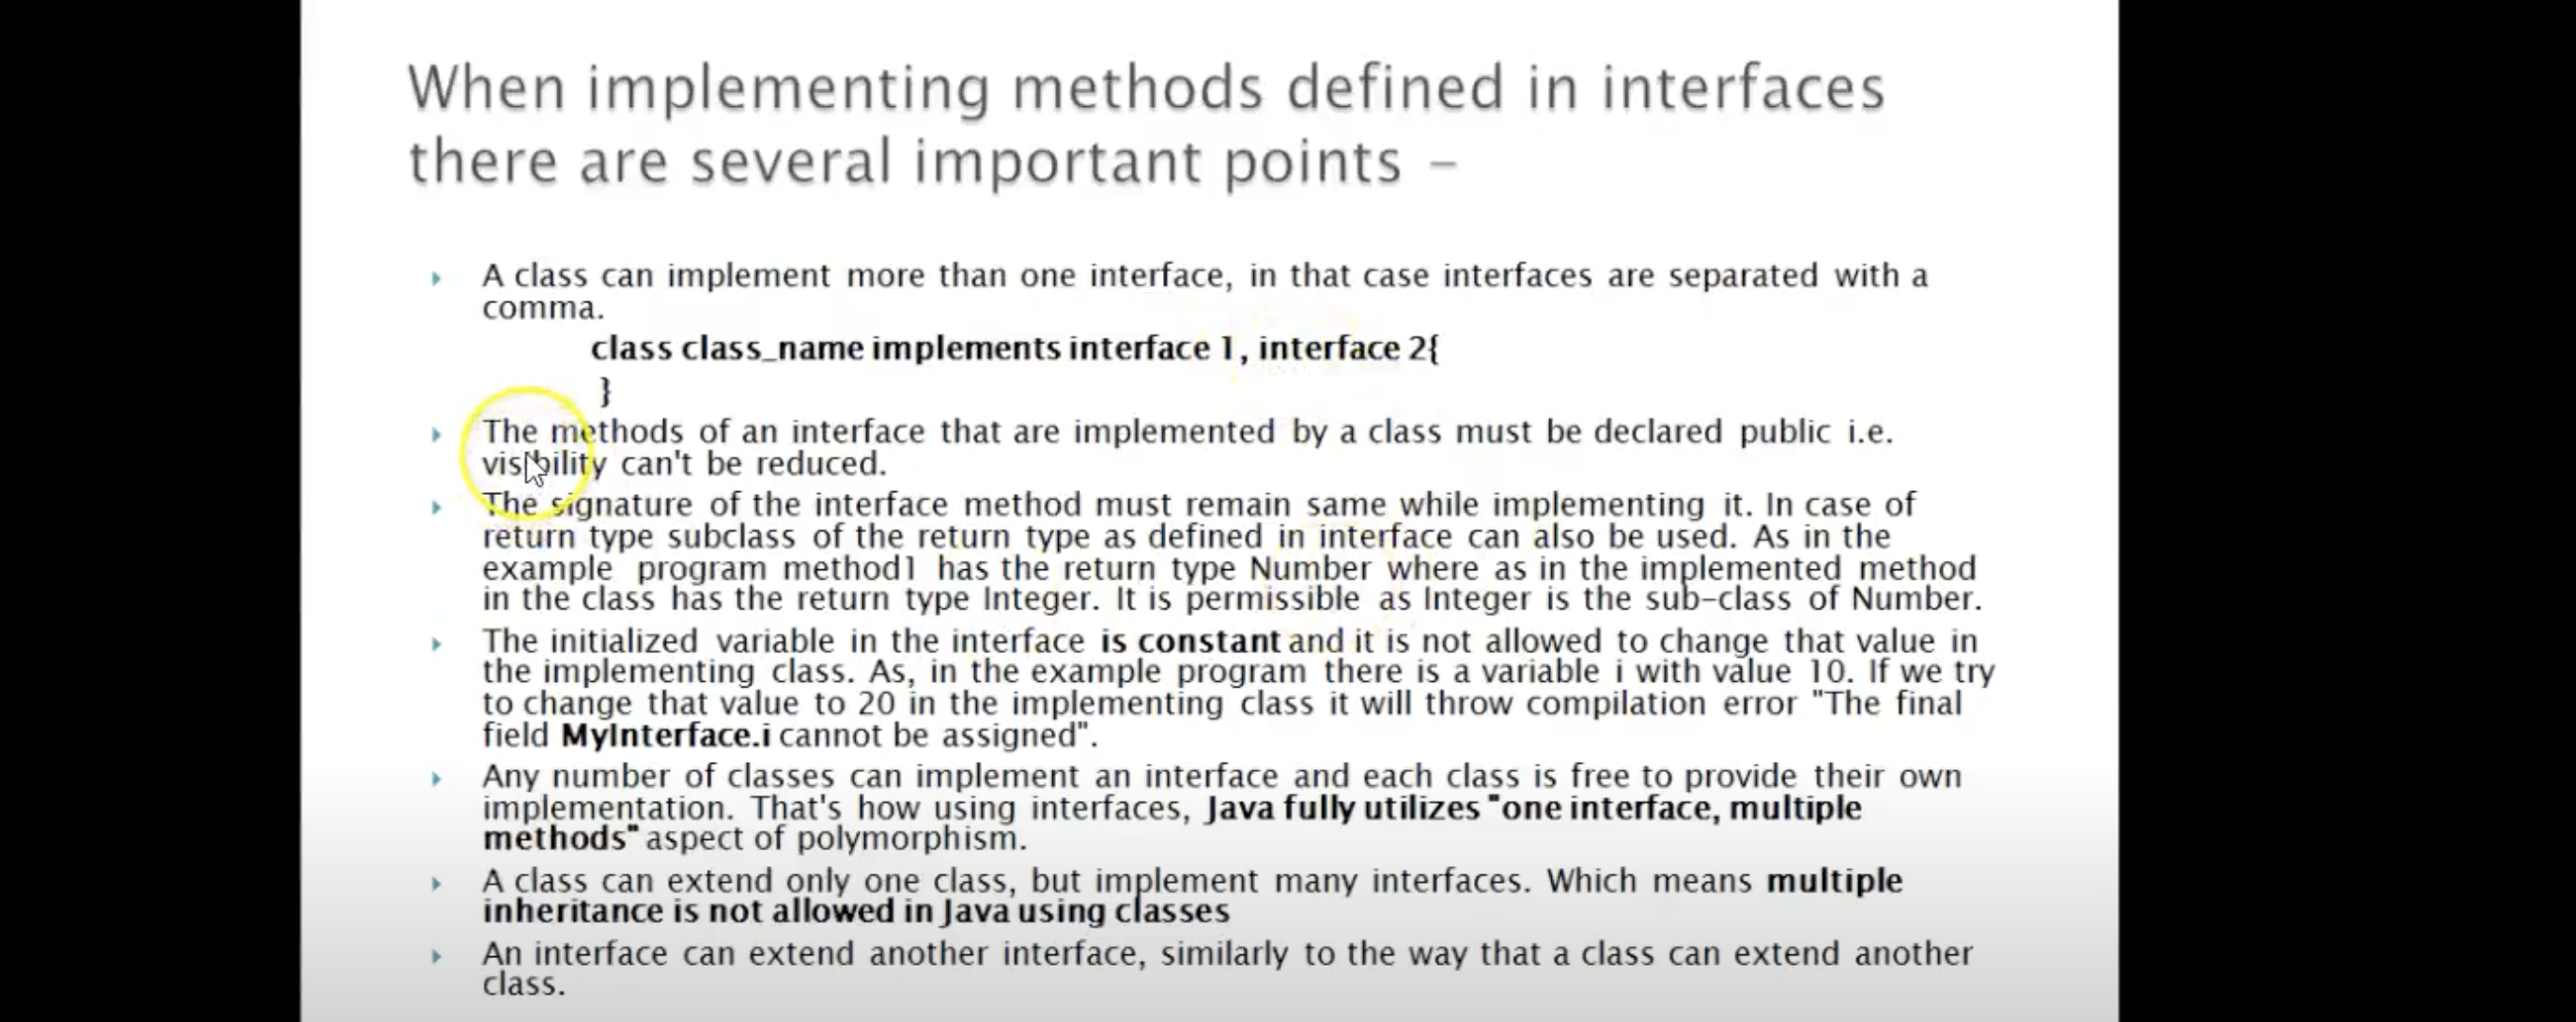 When implementing methods defined in interfaces
there are several important points –
A class can implement more than one interface, in that case interfaces are separated with a
comma.
class class_name implements interface 1, interface 2{
}
The methods of an interface that are implemented by a class must be declared public i.e.
visibility can't be reduced.
The signature of the interface method must remain same while implementing it. In case of
return type subclass of the return type as defined in interface can also be used. As in the
example program method1 has the return type Number where as in the implemented method
in the class has the return type Integer. It is permissible as Integer is the sub-class of Number.
The initialized variable in the interface is constant and it is not allowed to change that value in
the implementing class. As, in the example program there is a variable i with value 10. If we try
to change that value to 20 in the implementing class it will throw compilation error "The final
field MyInterface.i cannot be assigned".
Any number of classes can implement an interface and each class is free to provide their own
implementation. That's how using interfaces, Java fully utilizes "one interface, multiple
methods" aspect of polymorphism.
A class can extend only one class, but implement many interfaces. Which means multiple
inheritance is not allowed in Java using classes
An interface can extend another interface, similarly to the way that a class can extend another
class.